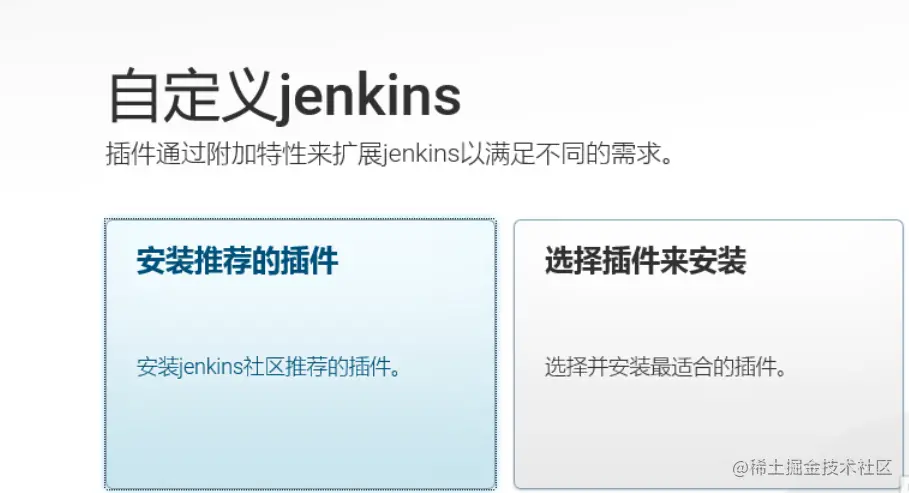 自定义jenkins
插件通过附加特性来扩展jenkins以满足不同的需求。
安装推荐的插件
安装jenkins社区推荐的插件。
选择插件来安装
选择并安装最适合的插件。
@稀土掘金技术社区